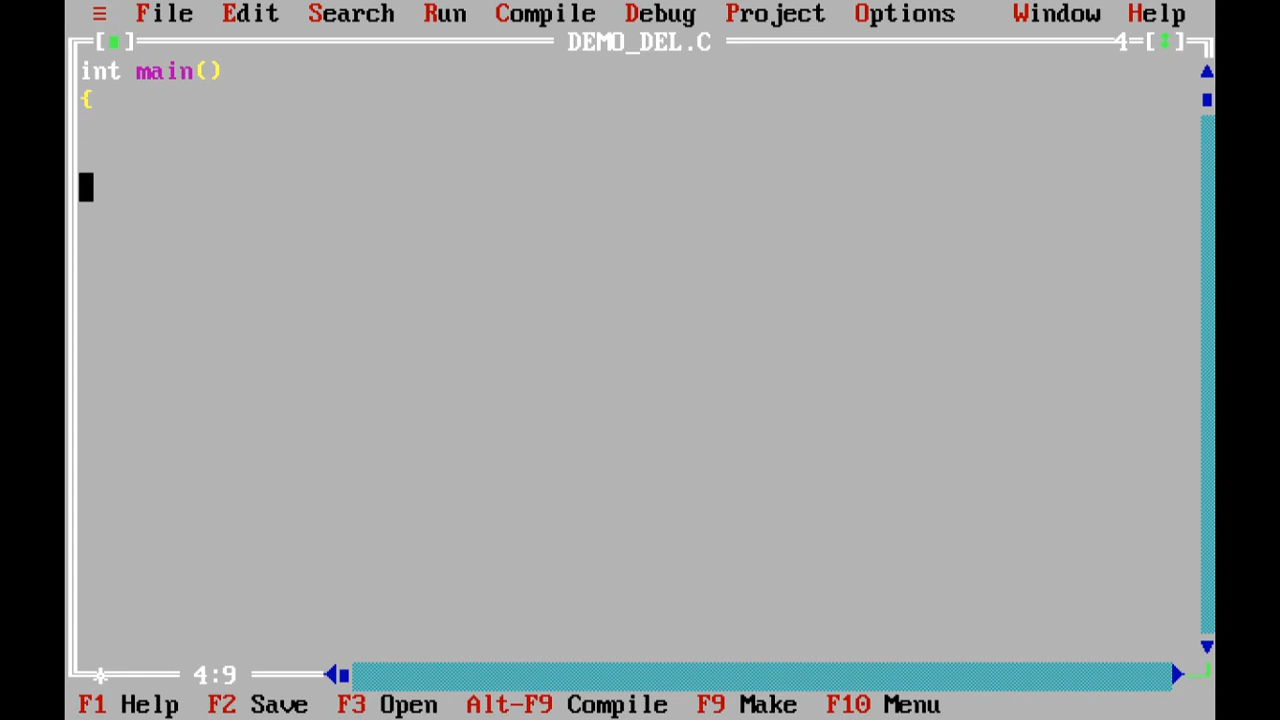 ≡ File Edit Search Run Compile Debug Project Options Window Help
[■] DEMO_DEL.C 4=[↕]
int main()
{
* 4:9
F1 Help F2 Save F3 Open Alt-F9 Compile F9 Make F10 Menu